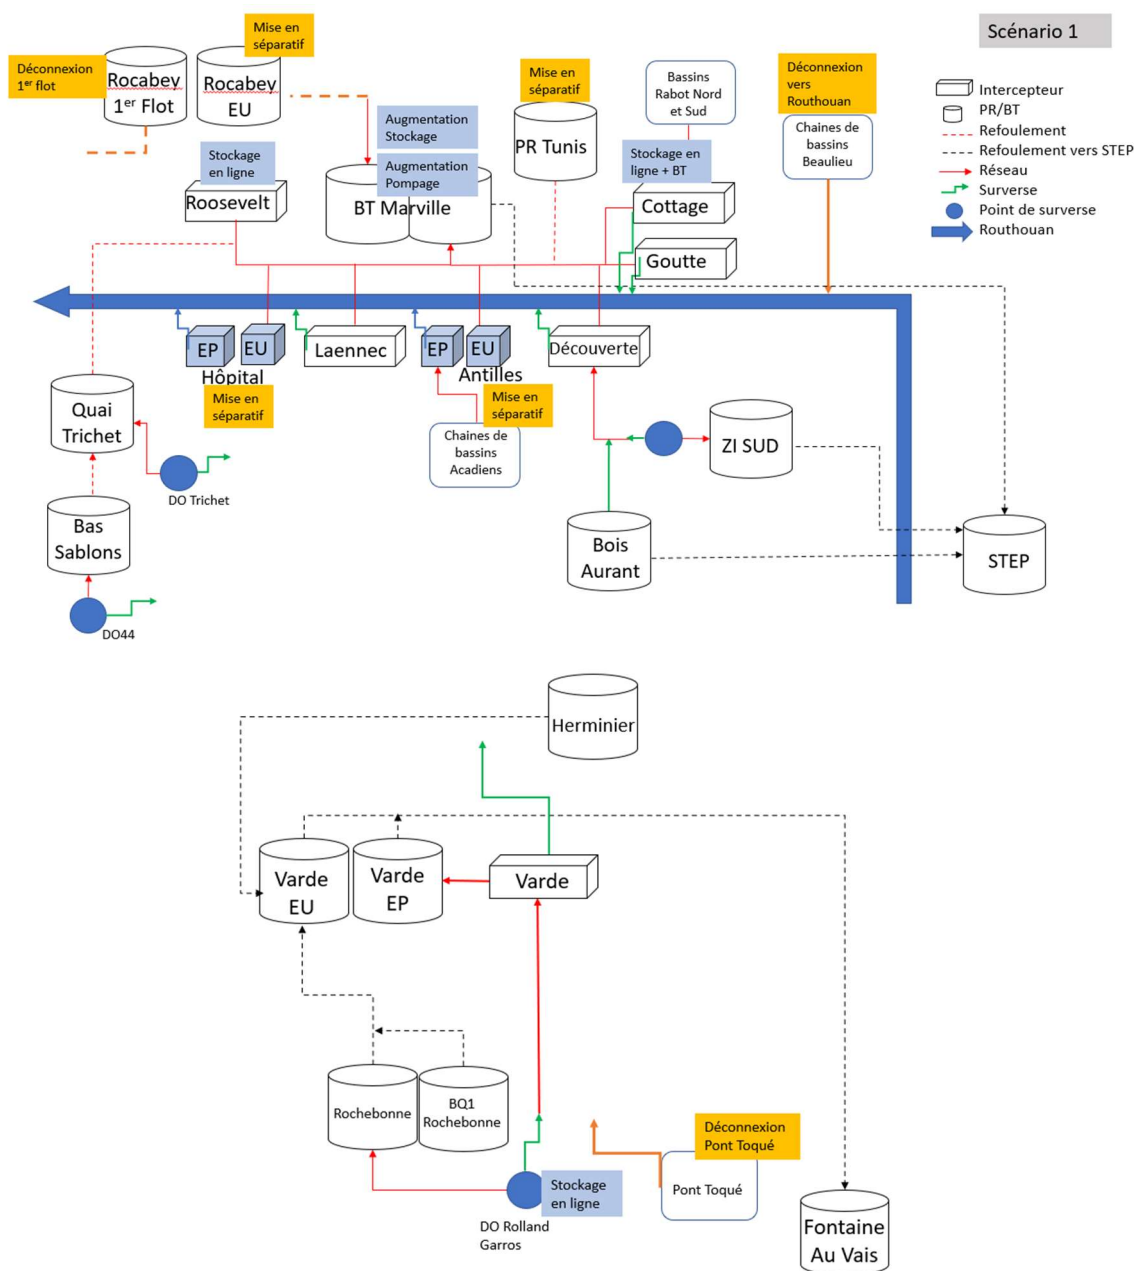 Scénario 1
Mise en
séparatif
Déconnexion
1er flot
Rocabey
1er Flot
Rocabey
EU
Mise en
séparatif
Bassins
Rabot Nord
et Sud
Déconnexion
vers
Routhouan
Chaines de
bassins
Beaulieu
Intercepteur
PR/BT
Refoulement
Refoulement vers STEP
Réseau
Surverse
Point de surverse
Routhouan
Augmentation
Stockage
Augmentation
Pompage
BT Marville
PR Tunis
Stockage en
ligne + BT
Stockage
en ligne
Roosevelt
Cottage
Goutte
EP
EU
Hôpital
Mise en
séparatif
Laennec
EP
EU
Antilles
Mise en
séparatif
Chaines de
bassins
Acadiens
Découverte
Quai
Trichet
DO Trichet
ZI SUD
Bas
Sablons
DO44
Bois
Aurant
STEP
Herminier
Varde
EU
Varde
EP
Varde
Rochebonne
BQ1
Rochebonne
Stockage
en ligne
DO Rolland
Garros
Déconnexion
Pont Toqué
Pont Toqué
Fontaine
Au Vais